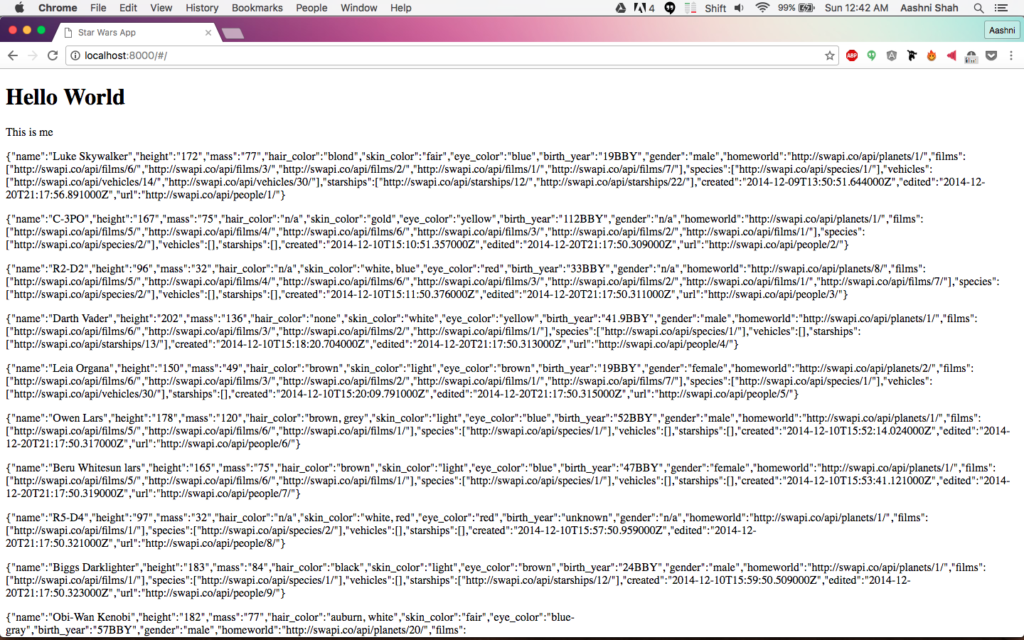 Chrome File Edit View History Bookmarks People Window Help 4 Shift 99% Sun 12:42 AM Aashni Shah
Star Wars App Aashni
localhost:8000/#/ ABP
Hello World
This is me
{"name":"Luke Skywalker","height":"172","mass":"77","hair_color":"blond","skin_color":"fair","eye_color":"blue","birth_year":"19BBY","gender":"male","homeworld":"http://swapi.co/api/planets/1/","films":
["http://swapi.co/api/films/6/","http://swapi.co/api/films/3/","http://swapi.co/api/films/2/","http://swapi.co/api/films/1/","http://swapi.co/api/films/7/"],"species":["http://swapi.co/api/species/1/"],"vehicles":
["http://swapi.co/api/vehicles/14/","http://swapi.co/api/vehicles/30/"],"starships":["http://swapi.co/api/starships/12/","http://swapi.co/api/starships/22/"],"created":"2014-12-09T13:50:51.644000Z","edited":"2014-12-
20T21:17:56.891000Z","url":"http://swapi.co/api/people/1/"}
{"name":"C-3PO","height":"167","mass":"75","hair_color":"n/a","skin_color":"gold","eye_color":"yellow","birth_year":"112BBY","gender":"n/a","homeworld":"http://swapi.co/api/planets/1/","films":
["http://swapi.co/api/films/5/","http://swapi.co/api/films/4/","http://swapi.co/api/films/6/","http://swapi.co/api/films/3/","http://swapi.co/api/films/2/","http://swapi.co/api/films/1/"],"species":
["http://swapi.co/api/species/2/"],"vehicles":[],"starships":[],"created":"2014-12-10T15:10:51.357000Z","edited":"2014-12-20T21:17:50.309000Z","url":"http://swapi.co/api/people/2/"}
{"name":"R2-D2","height":"96","mass":"32","hair_color":"n/a","skin_color":"white, blue","eye_color":"red","birth_year":"33BBY","gender":"n/a","homeworld":"http://swapi.co/api/planets/8/","films":
["http://swapi.co/api/films/5/","http://swapi.co/api/films/4/","http://swapi.co/api/films/6/","http://swapi.co/api/films/3/","http://swapi.co/api/films/2/","http://swapi.co/api/films/1/","http://swapi.co/api/films/7/"],"species":
["http://swapi.co/api/species/2/"],"vehicles":[],"starships":[],"created":"2014-12-10T15:11:50.376000Z","edited":"2014-12-20T21:17:50.311000Z","url":"http://swapi.co/api/people/3/"}
{"name":"Darth Vader","height":"202","mass":"136","hair_color":"none","skin_color":"white","eye_color":"yellow","birth_year":"41.9BBY","gender":"male","homeworld":"http://swapi.co/api/planets/1/","films":
["http://swapi.co/api/films/6/","http://swapi.co/api/films/3/","http://swapi.co/api/films/2/","http://swapi.co/api/films/1/"],"species":["http://swapi.co/api/species/1/"],"vehicles":[],"starships":
["http://swapi.co/api/starships/13/"],"created":"2014-12-10T15:18:20.704000Z","edited":"2014-12-20T21:17:50.313000Z","url":"http://swapi.co/api/people/4/"}
{"name":"Leia Organa","height":"150","mass":"49","hair_color":"brown","skin_color":"light","eye_color":"brown","birth_year":"19BBY","gender":"female","homeworld":"http://swapi.co/api/planets/2/","films":
["http://swapi.co/api/films/6/","http://swapi.co/api/films/3/","http://swapi.co/api/films/2/","http://swapi.co/api/films/1/","http://swapi.co/api/films/7/"],"species":["http://swapi.co/api/species/1/"],"vehicles":
["http://swapi.co/api/vehicles/30/"],"starships":[],"created":"2014-12-10T15:20:09.791000Z","edited":"2014-12-20T21:17:50.315000Z","url":"http://swapi.co/api/people/5/"}
{"name":"Owen Lars","height":"178","mass":"120","hair_color":"brown, grey","skin_color":"light","eye_color":"blue","birth_year":"52BBY","gender":"male","homeworld":"http://swapi.co/api/planets/1/","films":
["http://swapi.co/api/films/5/","http://swapi.co/api/films/6/","http://swapi.co/api/films/1/"],"species":["http://swapi.co/api/species/1/"],"vehicles":[],"starships":[],"created":"2014-12-10T15:52:14.024000Z","edited":"2014-
12-20T21:17:50.317000Z","url":"http://swapi.co/api/people/6/"}
{"name":"Beru Whitesun lars","height":"165","mass":"75","hair_color":"brown","skin_color":"light","eye_color":"blue","birth_year":"47BBY","gender":"female","homeworld":"http://swapi.co/api/planets/1/","films":
["http://swapi.co/api/films/5/","http://swapi.co/api/films/6/","http://swapi.co/api/films/1/"],"species":["http://swapi.co/api/species/1/"],"vehicles":[],"starships":[],"created":"2014-12-10T15:53:41.121000Z","edited":"2014-
12-20T21:17:50.319000Z","url":"http://swapi.co/api/people/7/"}
{"name":"R5-D4","height":"97","mass":"32","hair_color":"n/a","skin_color":"white, red","eye_color":"red","birth_year":"unknown","gender":"n/a","homeworld":"http://swapi.co/api/planets/1/","films":
["http://swapi.co/api/films/1/"],"species":["http://swapi.co/api/species/2/"],"vehicles":[],"starships":[],"created":"2014-12-10T15:57:50.959000Z","edited":"2014-12-
20T21:17:50.321000Z","url":"http://swapi.co/api/people/8/"}
{"name":"Biggs Darklighter","height":"183","mass":"84","hair_color":"black","skin_color":"light","eye_color":"brown","birth_year":"24BBY","gender":"male","homeworld":"http://swapi.co/api/planets/1/","films":
["http://swapi.co/api/films/1/"],"species":["http://swapi.co/api/species/1/"],"vehicles":[],"starships":["http://swapi.co/api/starships/12/"],"created":"2014-12-10T15:59:50.509000Z","edited":"2014-12-
20T21:17:50.323000Z","url":"http://swapi.co/api/people/9/"}
{"name":"Obi-Wan Kenobi","height":"182","mass":"77","hair_color":"auburn, white","skin_color":"fair","eye_color":"blue-
gray","birth_year":"57BBY","gender":"male","homeworld":"http://swapi.co/api/planets/20/","films":